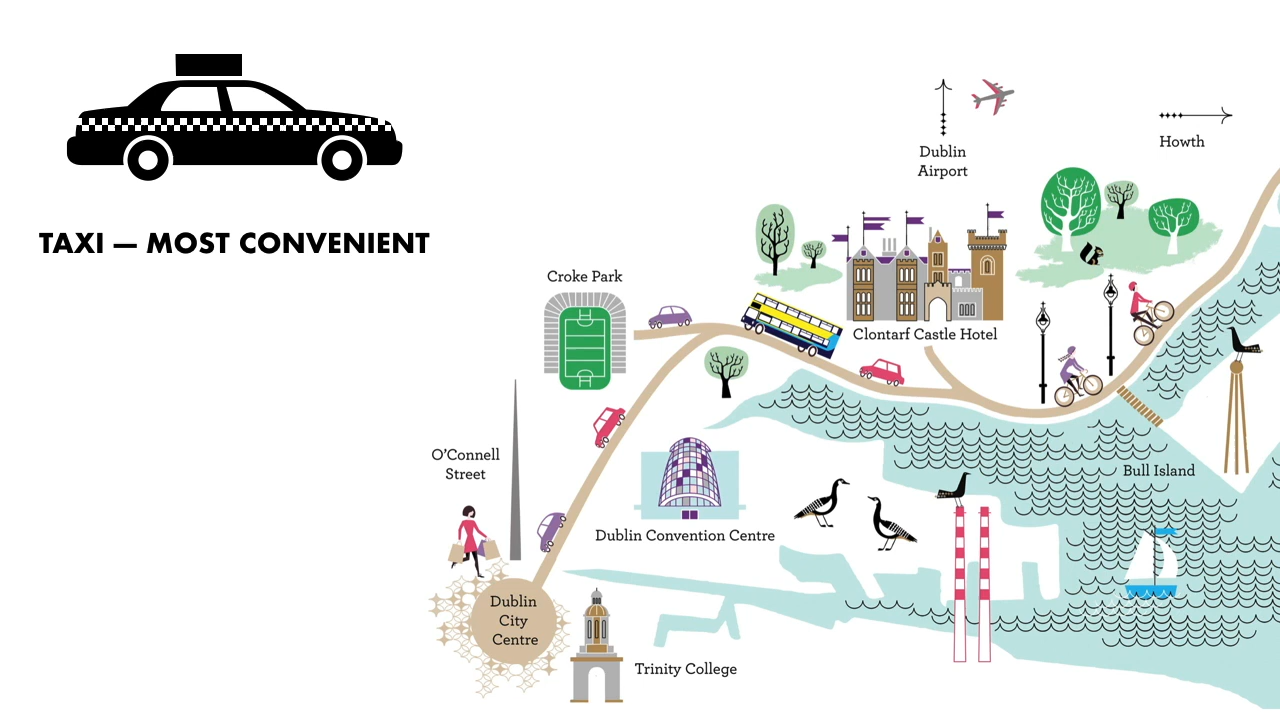 TAXI — MOST CONVENIENT
Dublin
Airport
Howth
Croke Park
Clontarf Castle Hotel
O’Connell
Street
Bull Island
Dublin Convention Centre
Dublin
City
Centre
Trinity College